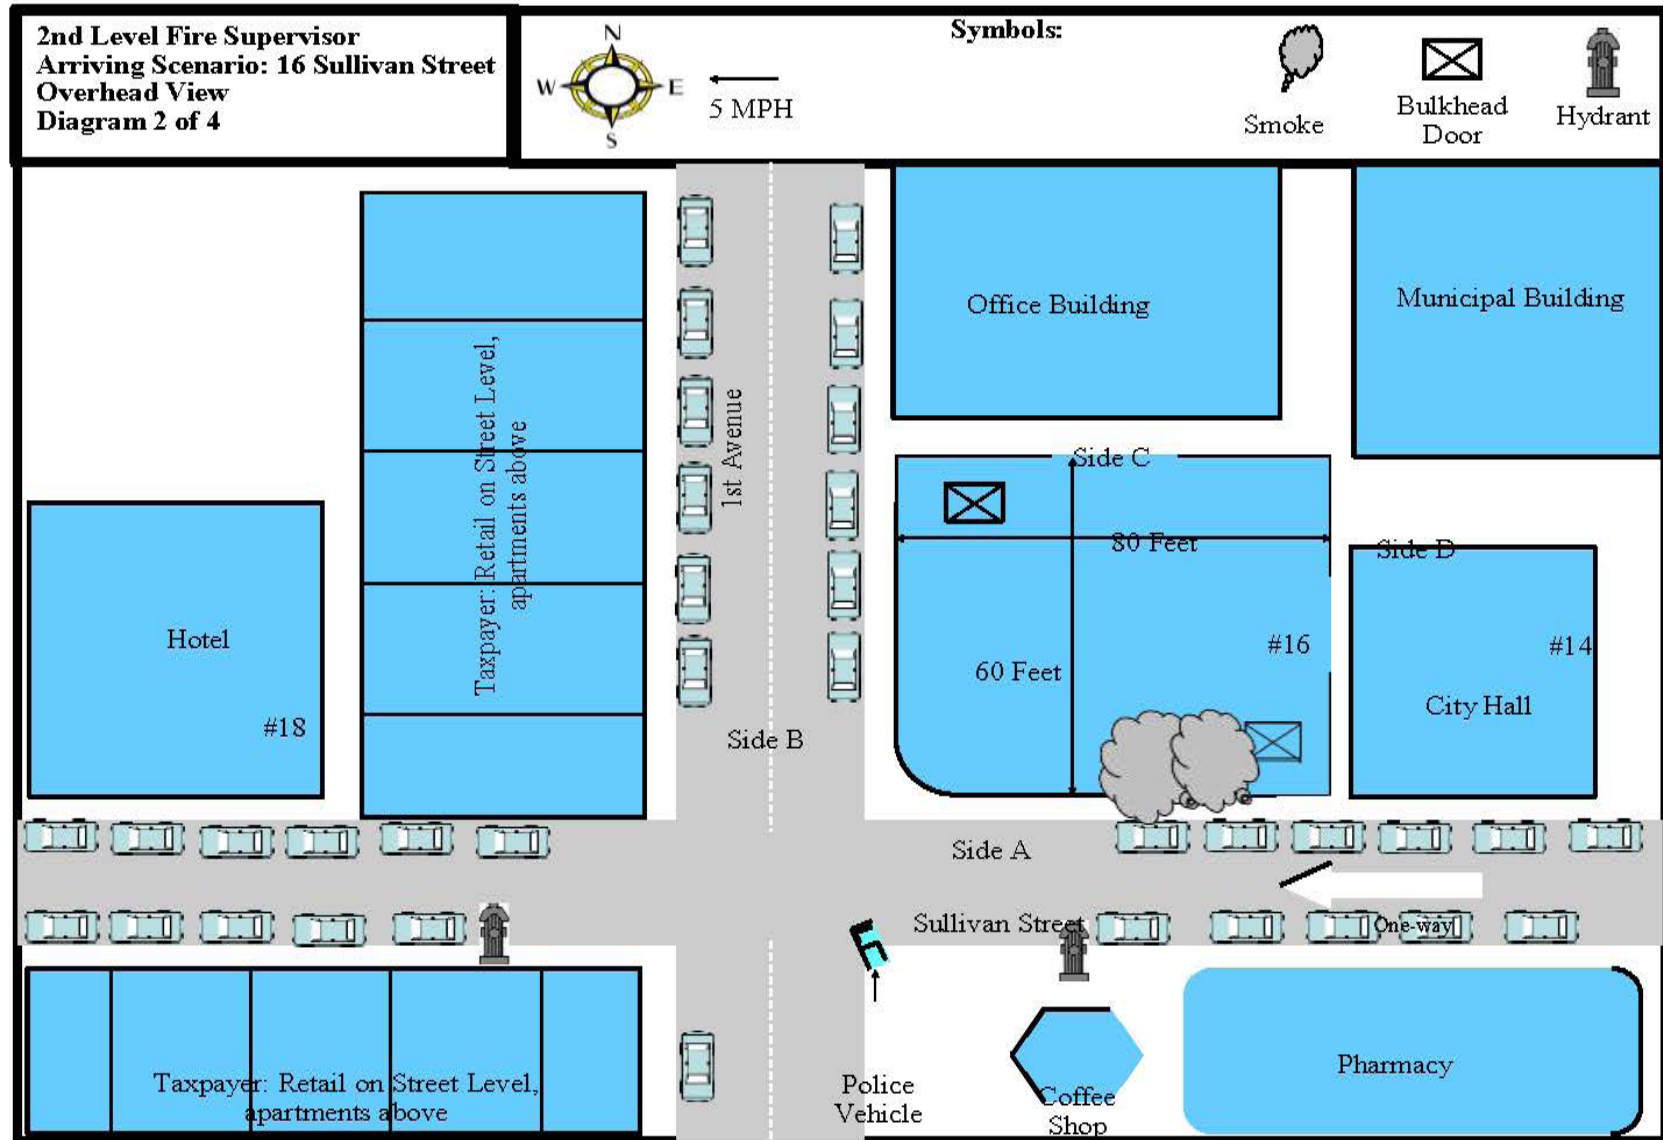 2nd Level Fire Supervisor
Arriving Scenario: 16 Sullivan Street
Overhead View
Diagram 2 of 4
N
W
E
S
5 MPH
Symbols:
Smoke
Bulkhead
Door
Hydrant
Office Building
Municipal Building
Taxpayer: Retail on Street Level,
apartments above
1st Avenue
Side C
80 Feet
Side D
Hotel
#18
60 Feet
#16
#14
City Hall
Side B
Side A
Sullivan Street
One-way
Police
Vehicle
Coffee
Shop
Pharmacy
Taxpayer: Retail on Street Level,
apartments above